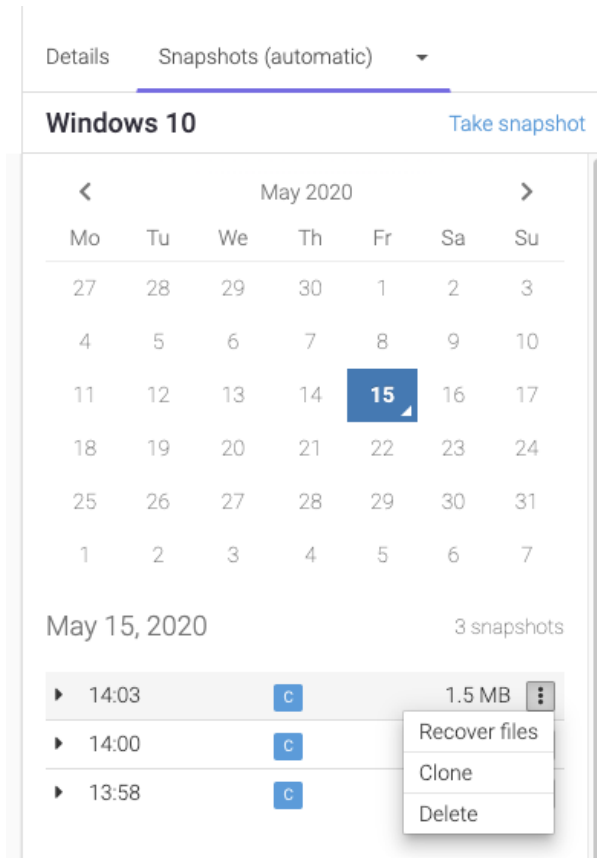 Details Snapshots (automatic)
Windows 10 Take snapshot
May 2020
Mo Tu We Th Fr Sa Su
27 28 29 30 1 2 3
4 5 6 7 8 9 10
11 12 13 14 15 16 17
18 19 20 21 22 23 24
25 26 27 28 29 30 31
1 2 3 4 5 6 7
May 15, 2020 3 snapshots
14:03 C 1.5 MB
Recover files
14:00 C
Clone
13:58 C
Delete